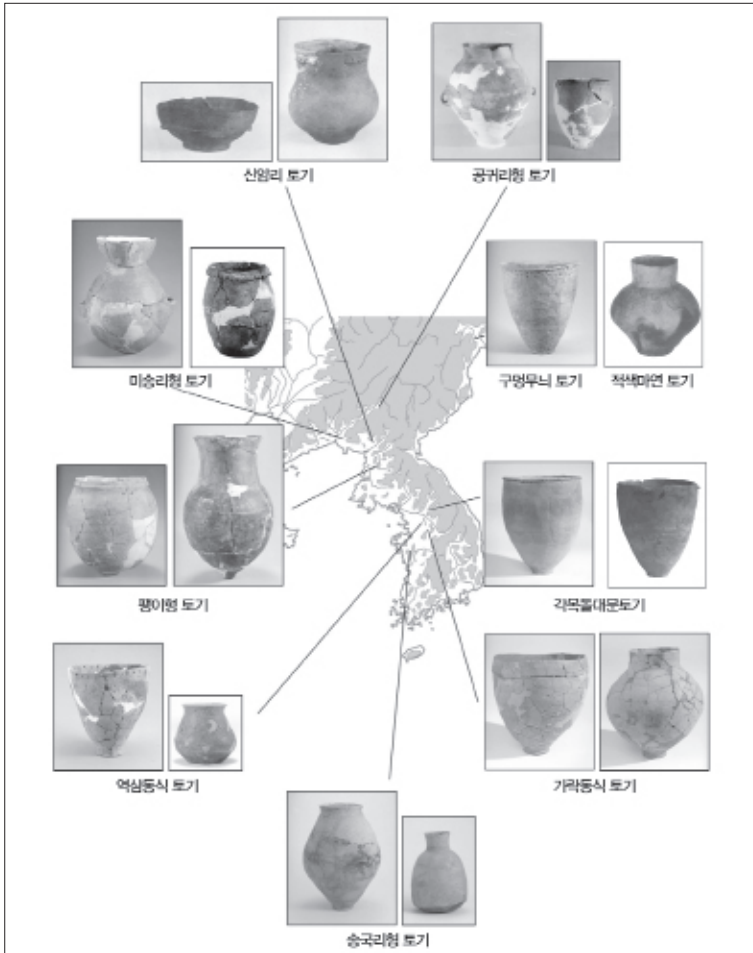 신암리 토기
공귀리형 토기
미송리형 토기
구멍무늬 토기
적색마연 토기
팽이형 토기
각목돌대문토기
역삼동식 토기
가락동식 토기
송국리형 토기